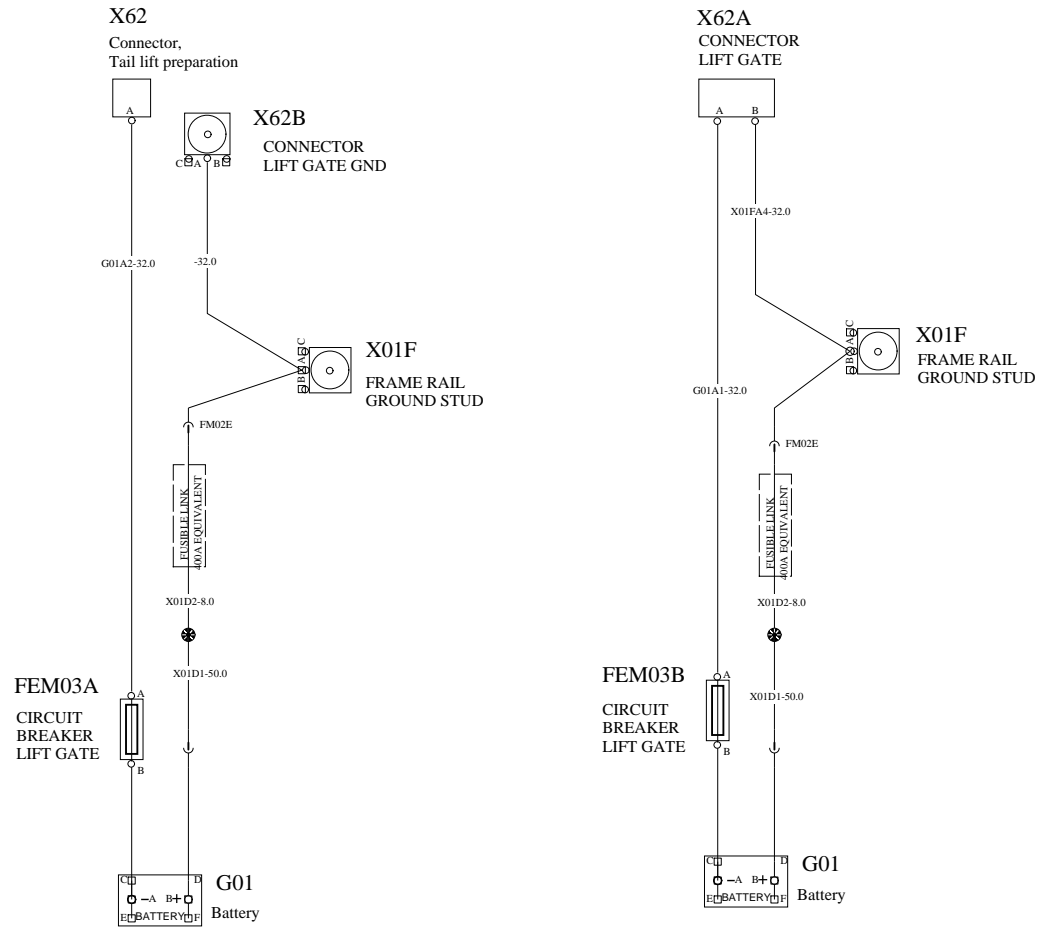 X62
Connector,
Tail lift preparation
A
X62B
CONNECTOR
LIFT GATE GND
C A B
G01A2-32.0
-32.0
C
A
B
X01F
FRAME RAIL
GROUND STUD
FM02E
FUSIBLE LINK
400A EQUIVALENT
X01D2-8.0
X01D1-50.0
FEM03A
CIRCUIT
BREAKER
LIFT GATE
A
B
C D
–A B+
E BATTERY F
G01
Battery
X62A
CONNECTOR
LIFT GATE
A B
X01FA4-32.0
C
A
B
X01F
FRAME RAIL
GROUND STUD
G01A1-32.0
FM02E
FUSIBLE LINK
400A EQUIVALENT
X01D2-8.0
X01D1-50.0
FEM03B
CIRCUIT
BREAKER
LIFT GATE
A
B
C D
–A B+
E BATTERY F
G01
Battery